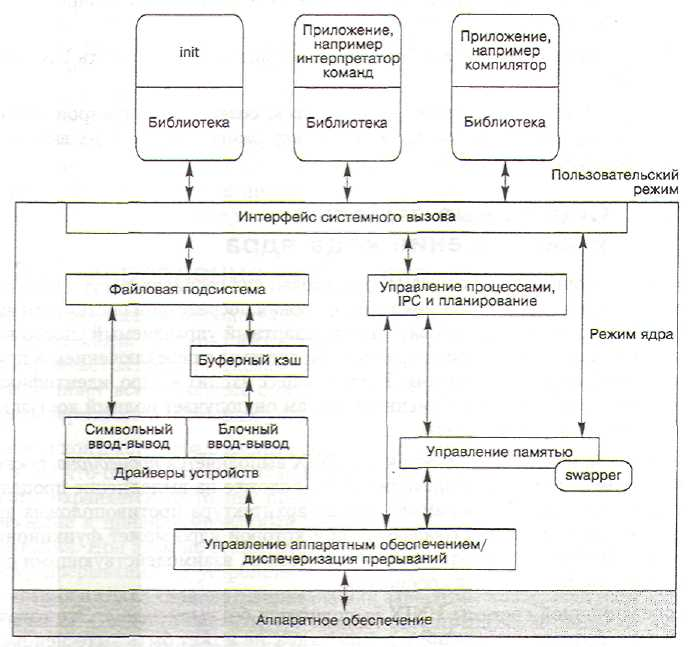 init
Библиотека
Приложение,
например
интерпретатор
команд
Библиотека
Приложение,
например
компилятор
Библиотека
Пользовательский
режим
Интерфейс системного вызова
Файловая подсистема
Управление процессами,
IPC и планирование
Режим ядра
Буферный кэш
Символьный
ввод-вывод
Блочный
ввод-вывод
Драйверы устройств
Управление памятью
swapper
Управление аппаратным обеспечением/
диспечеризация прерываний
Аппаратное обеспечение